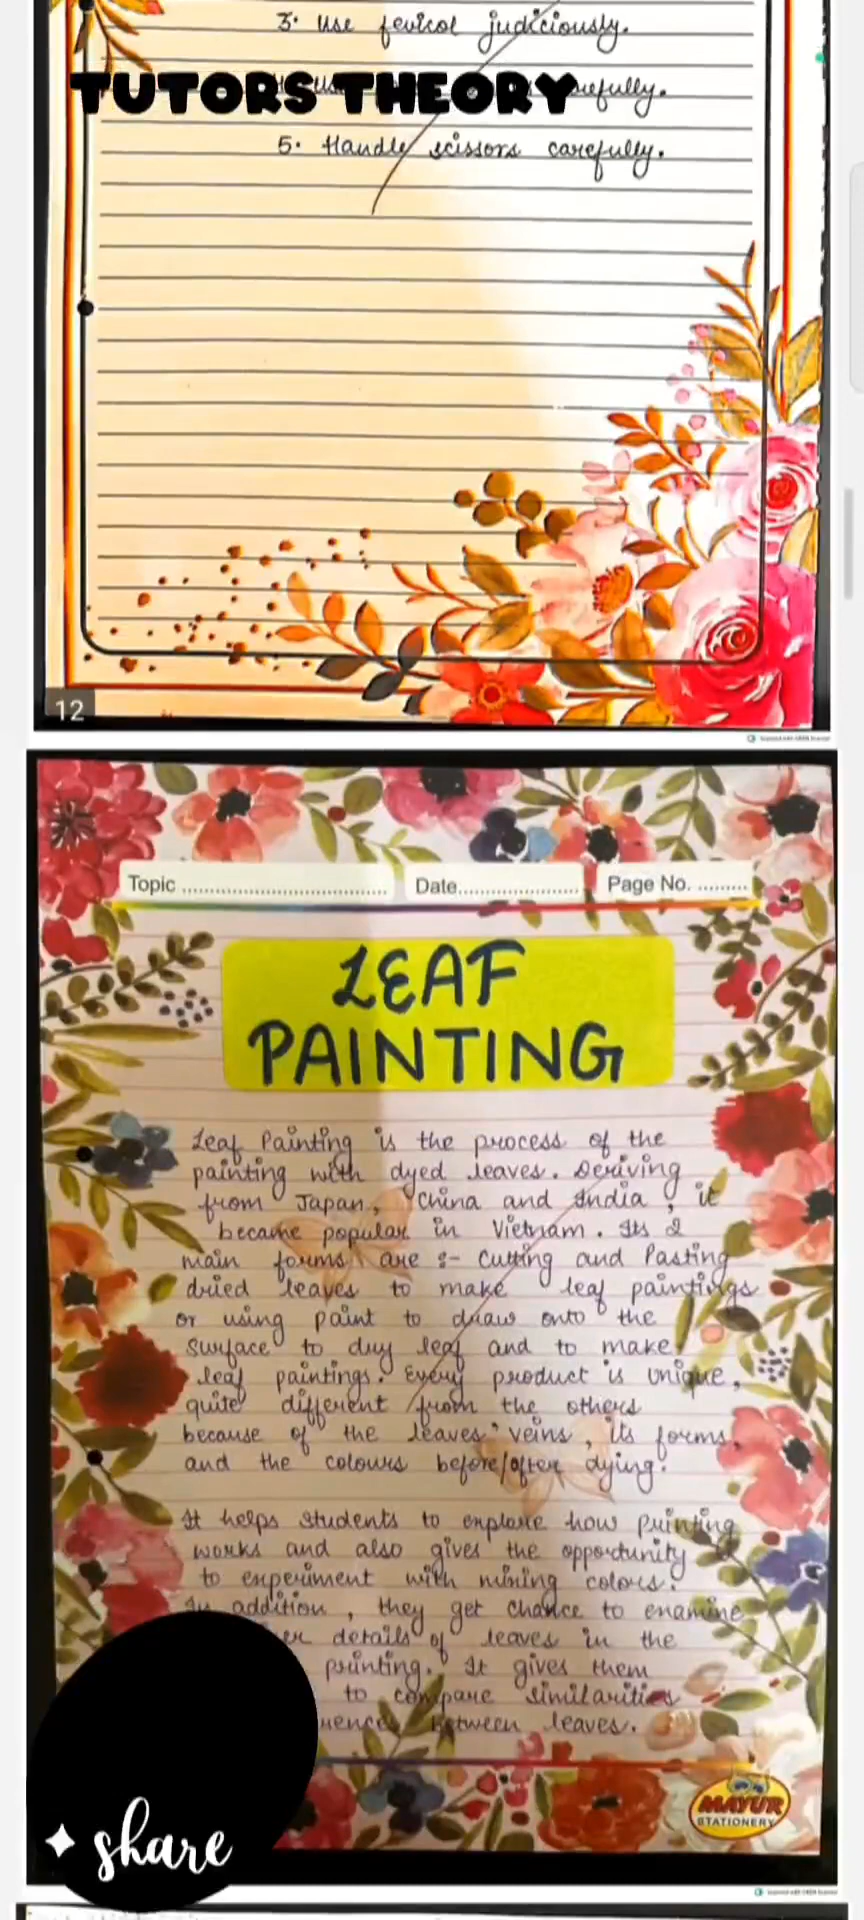 3. Use fevicol judiciously.
TUTORS THEORY
carefully.
5. Handle scissors carefully.
12
Topic
Date
Page No.
LEAF
PAINTING
Leaf Painting is the process of the
painting with dyed leaves. Deriving
from Japan, China and India, it
became popular in Vietnam. Its 2
main forms are :- Cutting and Pasting
dried leaves to make leaf paintings
or using paint to draw onto the
surface to dry leaf and to make
leaf paintings. Every product is unique,
quite different from the others
because of the leaves' veins, its forms,
and the colours before/after dying.
It helps students to explore how printing
works and also gives the opportunity
to experiment with mixing colors.
In addition, they get chance to examine
details of leaves in the
printing. It gives them
to compare similarities
between leaves.
share
MAYUR
STATIONERY